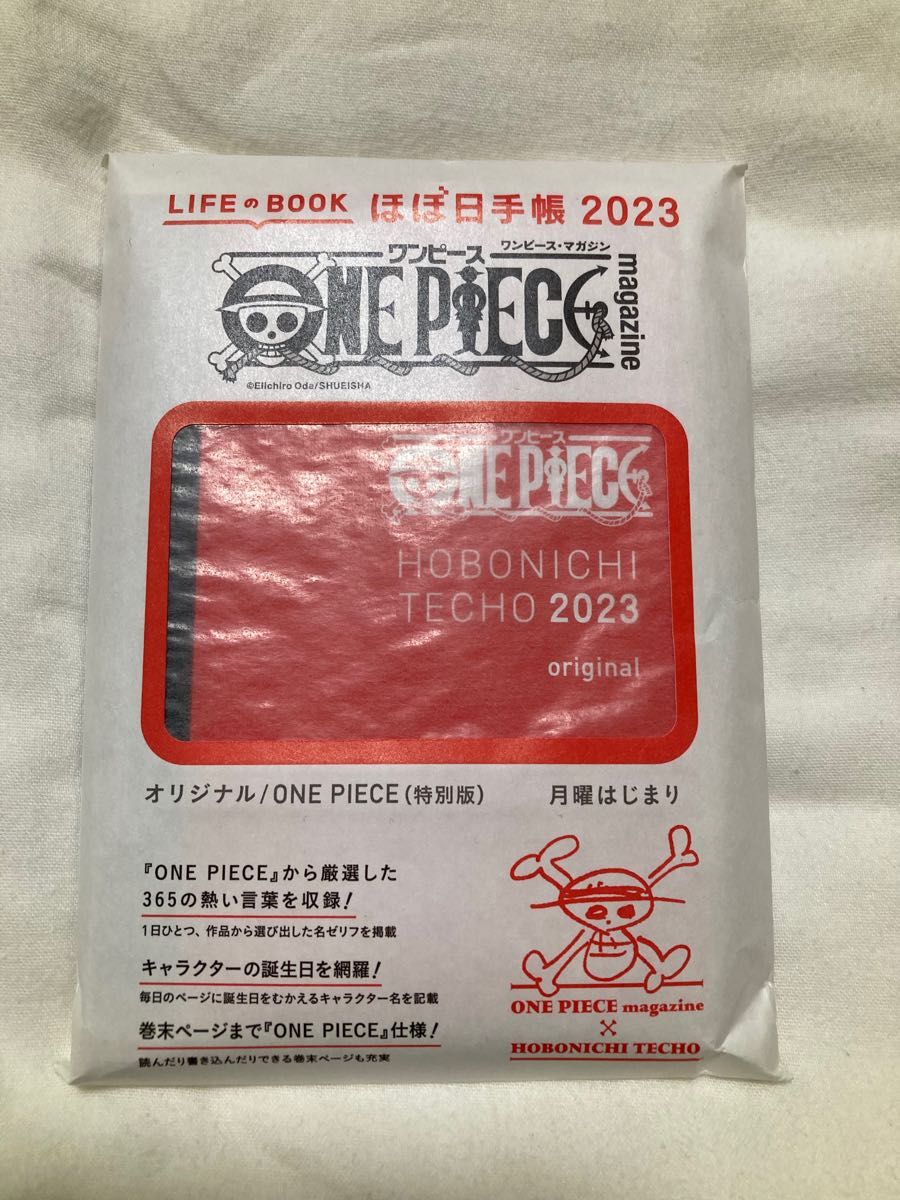 LIFEのBOOK ほぼ日手帳 2023
ワンピース ワンピース・マガジン
ONE PIECE magazine
©Eiichiro Oda/SHUEISHA
ワンピース
ONE PIECE
HOBONICHI
TECHO 2023
original
オリジナル/ONE PIECE(特別版) 月曜はじまり
『ONE PIECE』から厳選した
365の熱い言葉を収録!
1日ひとつ、作品から選び出した名ゼリフを掲載
キャラクターの誕生日を網羅!
毎日のページに誕生日をむかえるキャラクター名を記載
巻末ページまで『ONE PIECE』仕様!
読んだり書き込んだりできる巻末ページも充実
ONE PIECE magazine
×
HOBONICHI TECHO